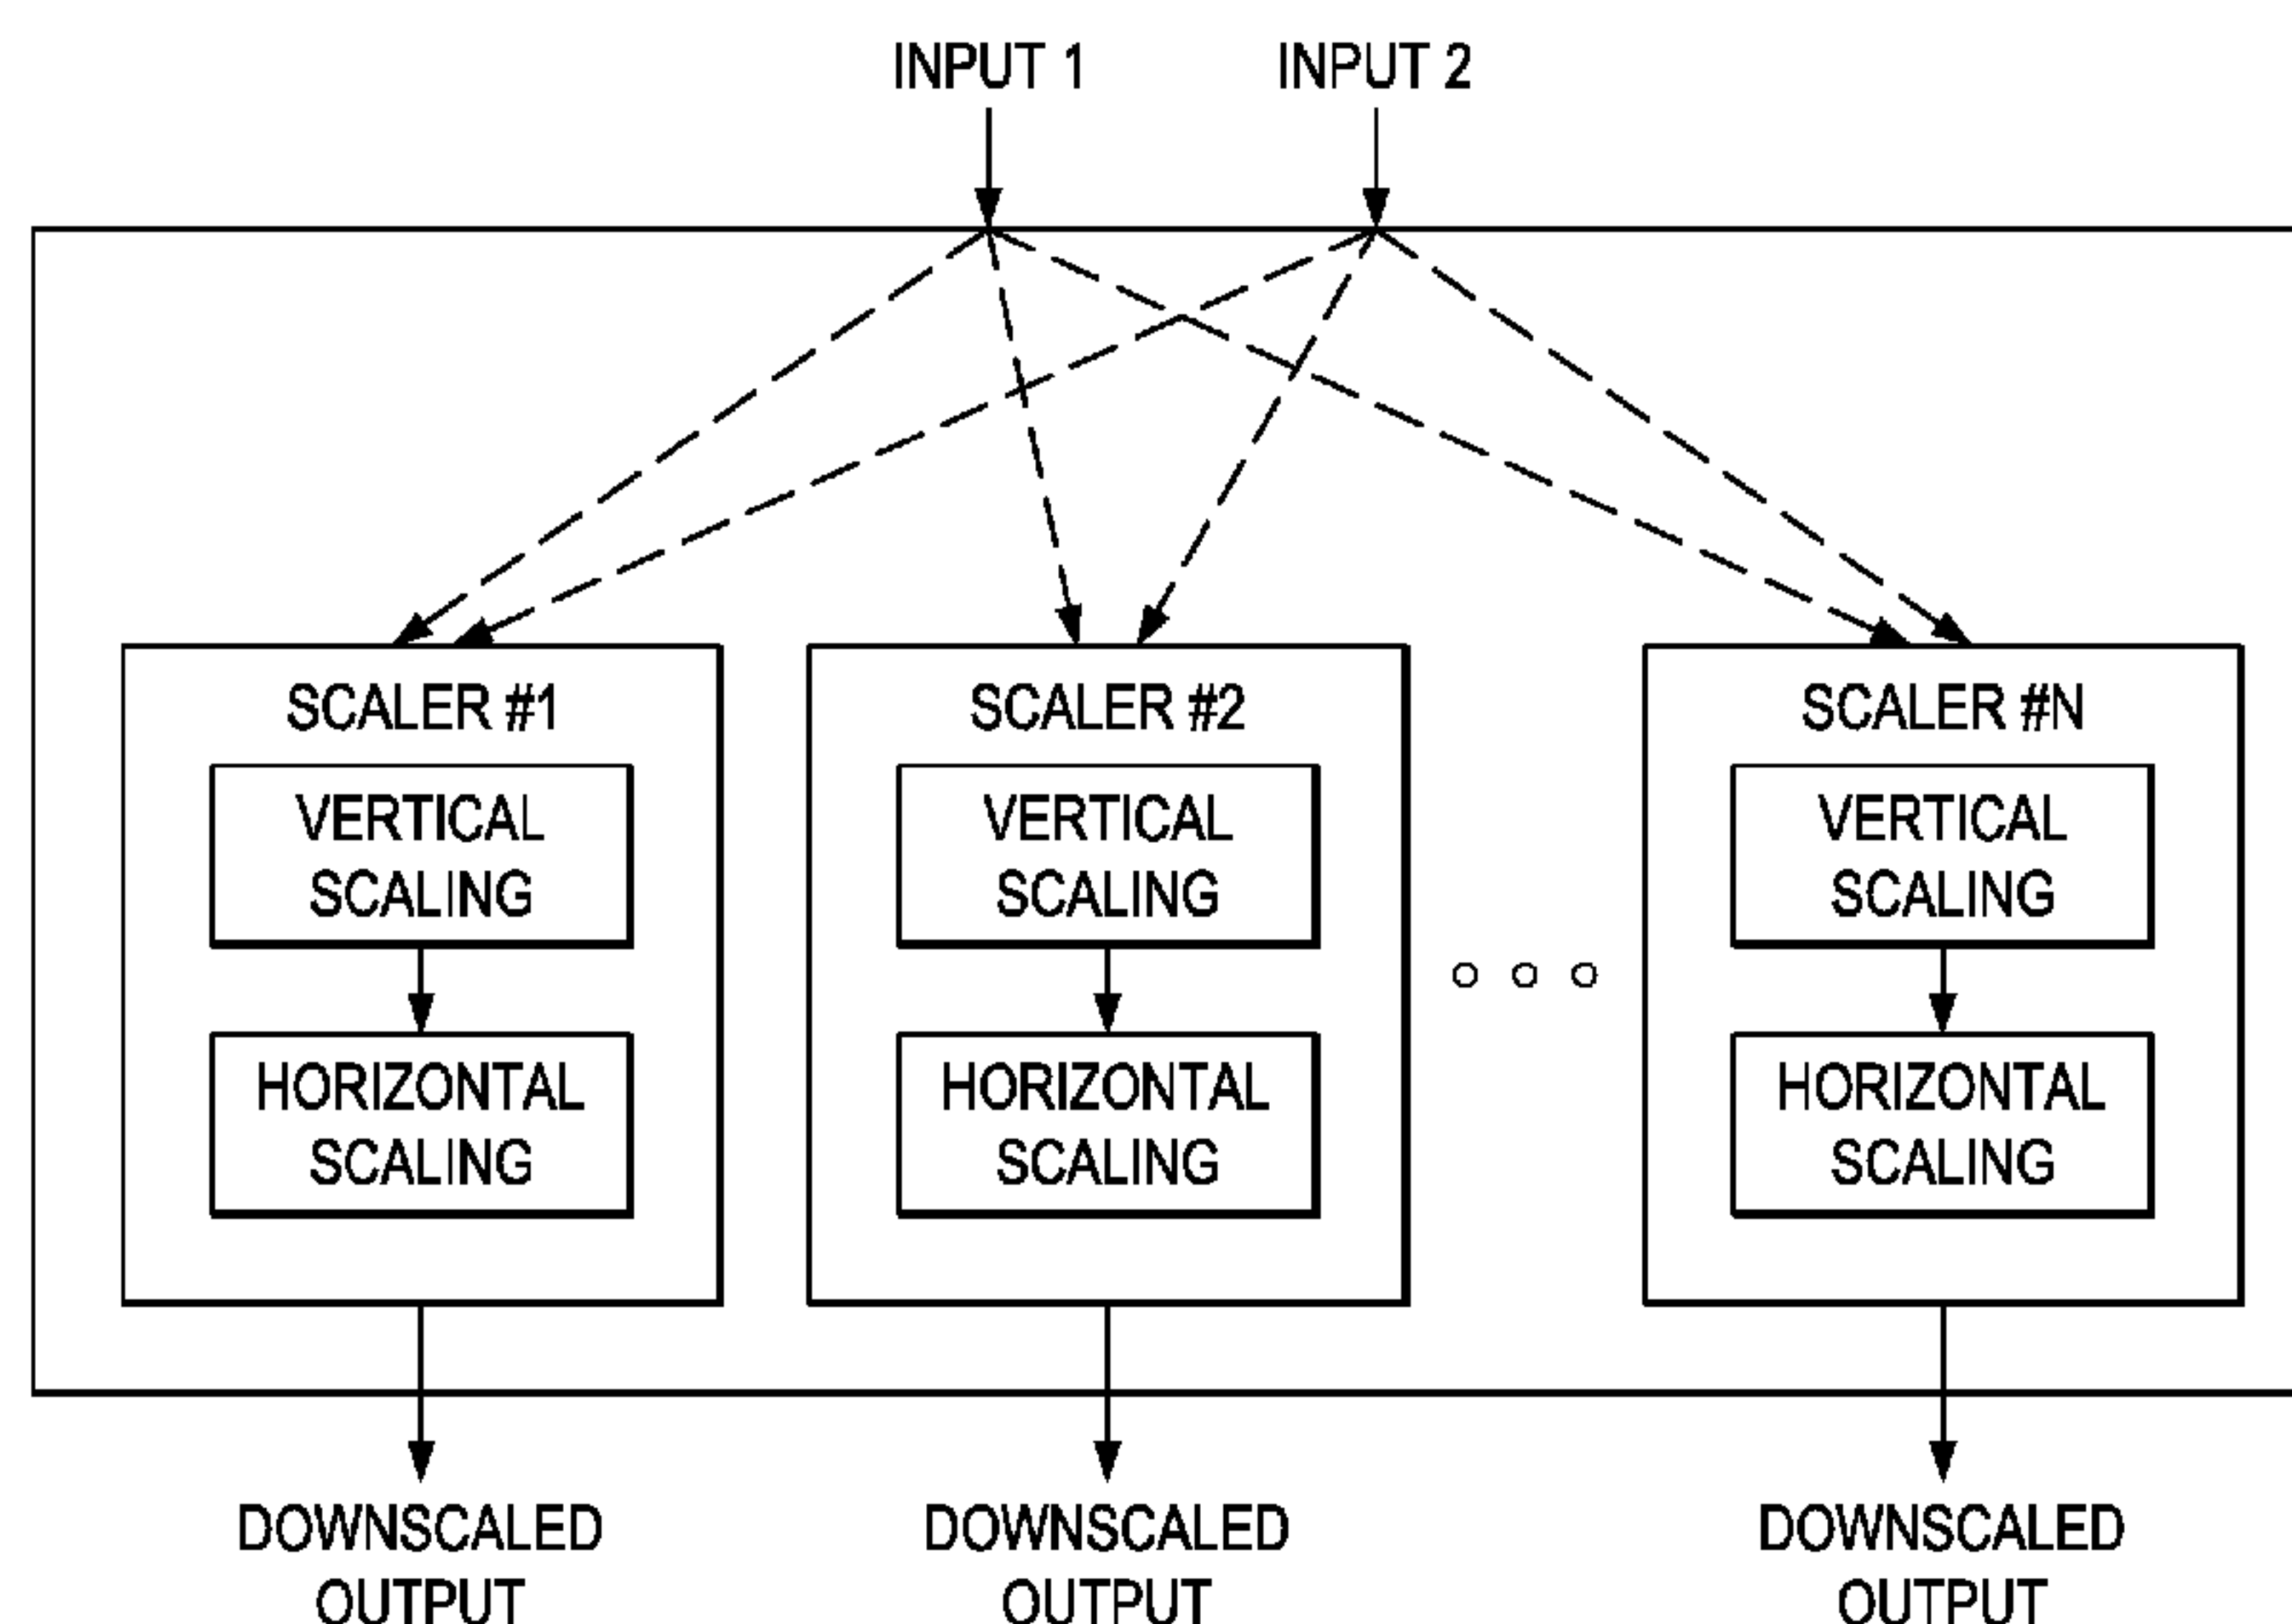 INPUT 1
INPUT 2
SCALER #1
VERTICAL
SCALING
HORIZONTAL
SCALING
DOWNSCALED
OUTPUT
SCALER #2
VERTICAL
SCALING
HORIZONTAL
SCALING
DOWNSCALED
OUTPUT
SCALER #N
VERTICAL
SCALING
HORIZONTAL
SCALING
DOWNSCALED
OUTPUT